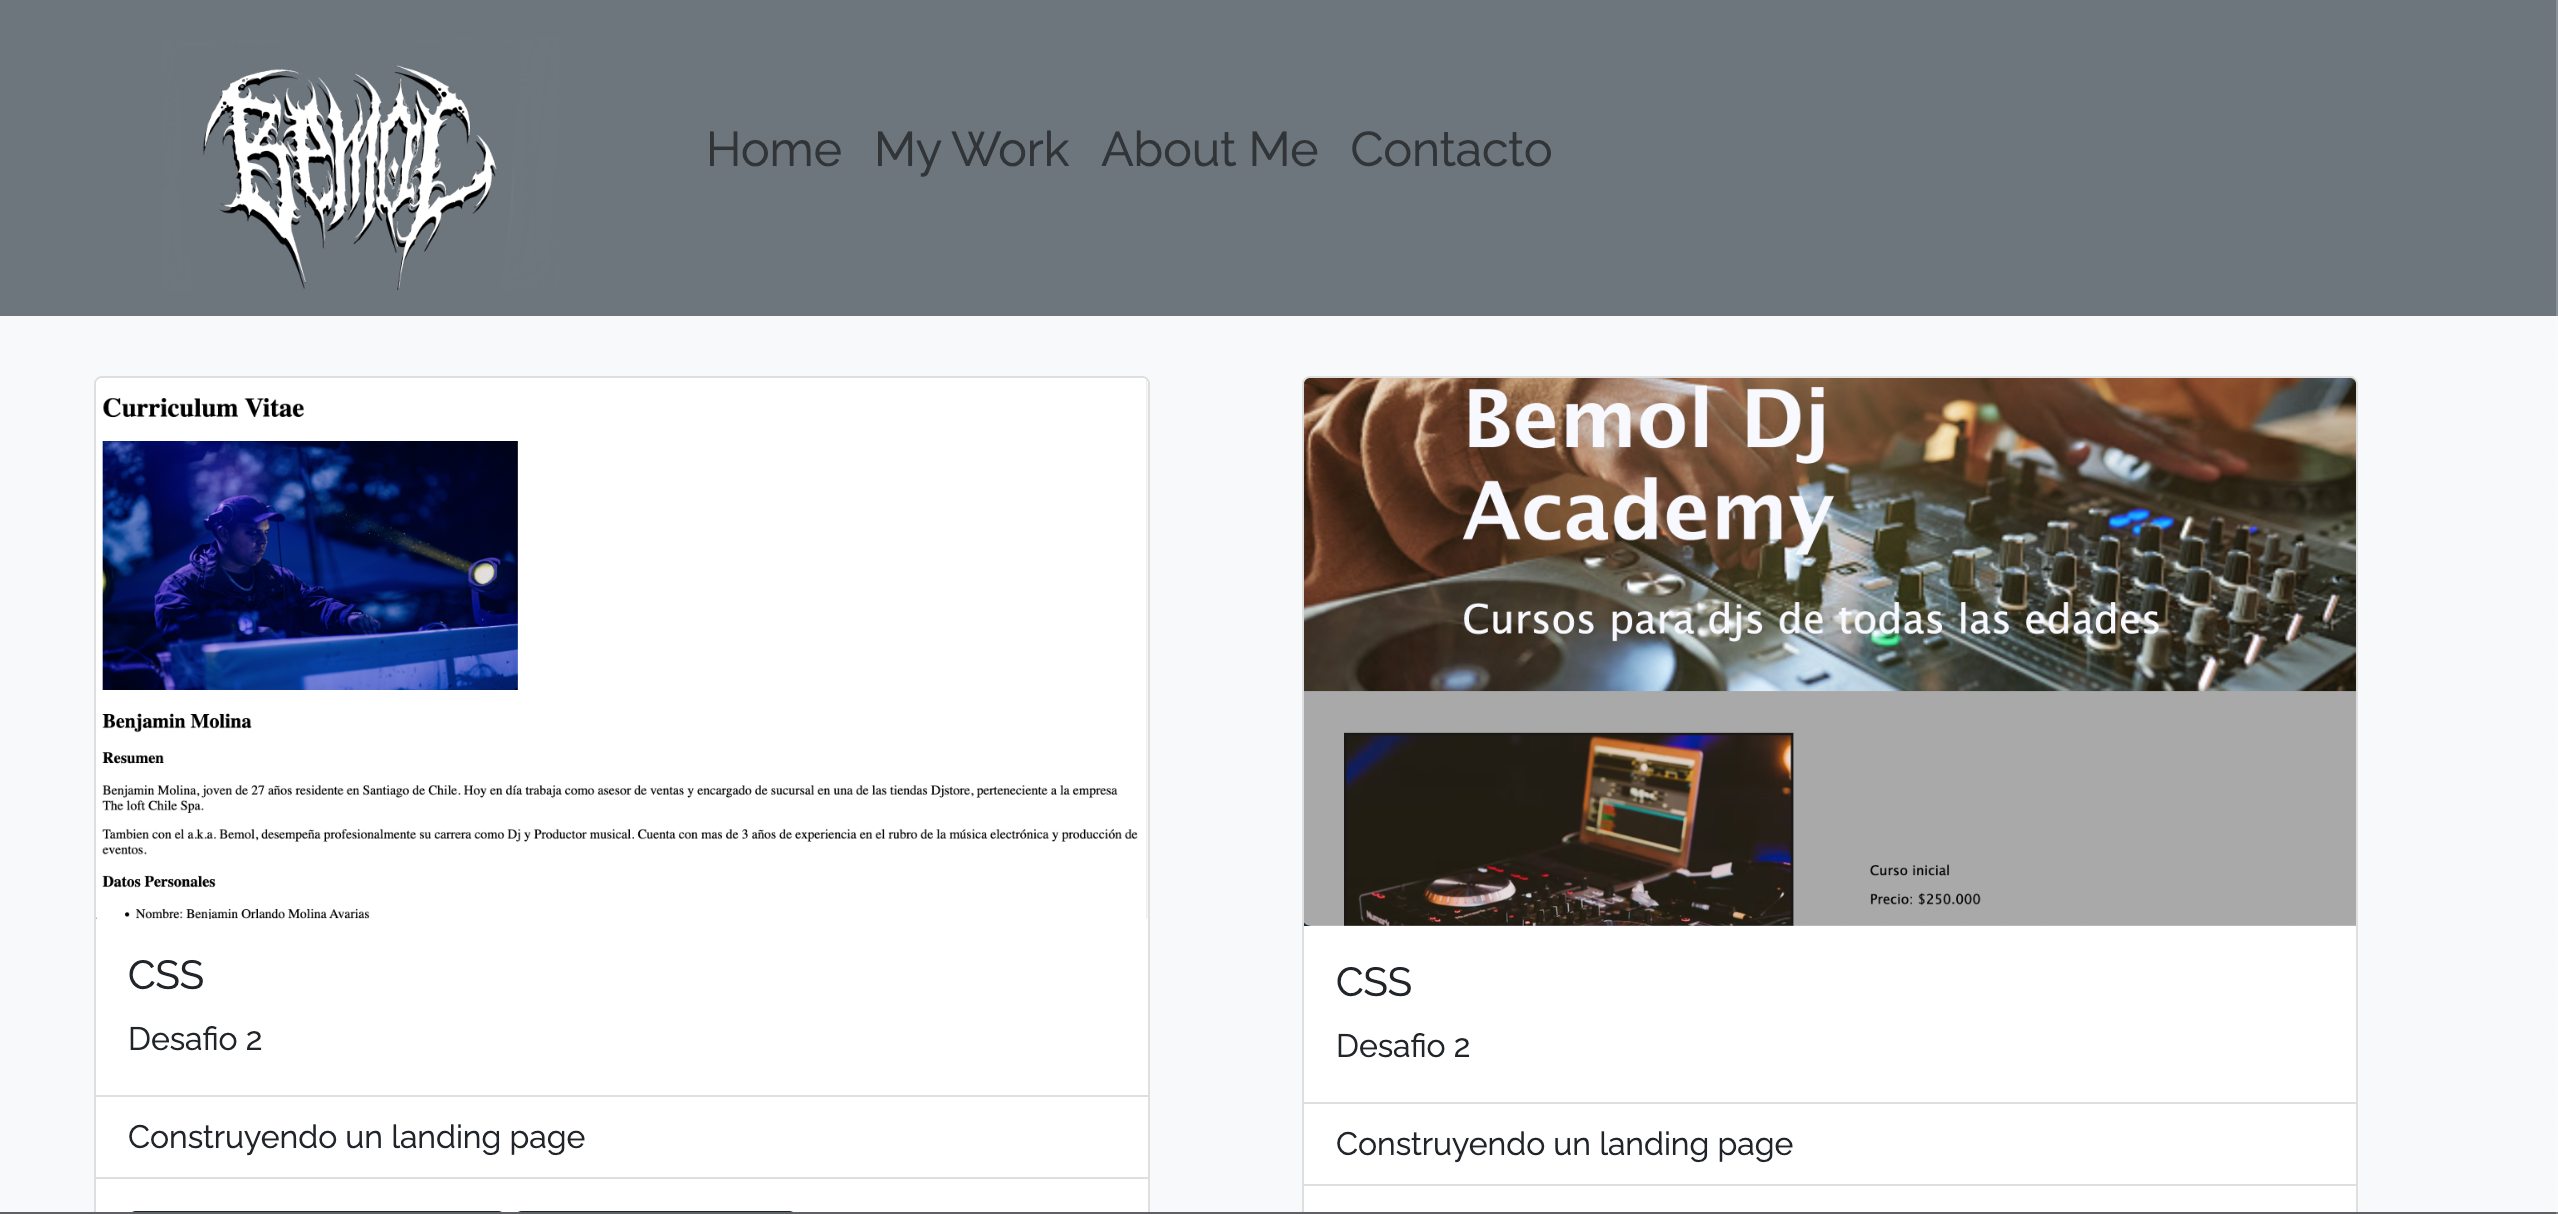 Bemol
Home My Work About Me Contacto
Curriculum Vitae
Benjamin Molina
Resumen
Benjamin Molina, joven de 27 años residente en Santiago de Chile. Hoy en día trabaja como asesor de ventas y encargado de sucursal en una de las tiendas Djstore, perteneciente a la empresa
The loft Chile Spa.
Tambien con el a.k.a. Bemol, desempeña profesionalmente su carrera como Dj y Productor musical. Cuenta con mas de 3 años de experiencia en el rubro de la música electrónica y producción de
eventos.
Datos Personales
• Nombre: Benjamin Orlando Molina Avarias
CSS
Desafio 2
Construyendo un landing page
Bemol Dj
Academy
Cursos para djs de todas las edades
Curso inicial
Precio: $250.000
CSS
Desafio 2
Construyendo un landing page